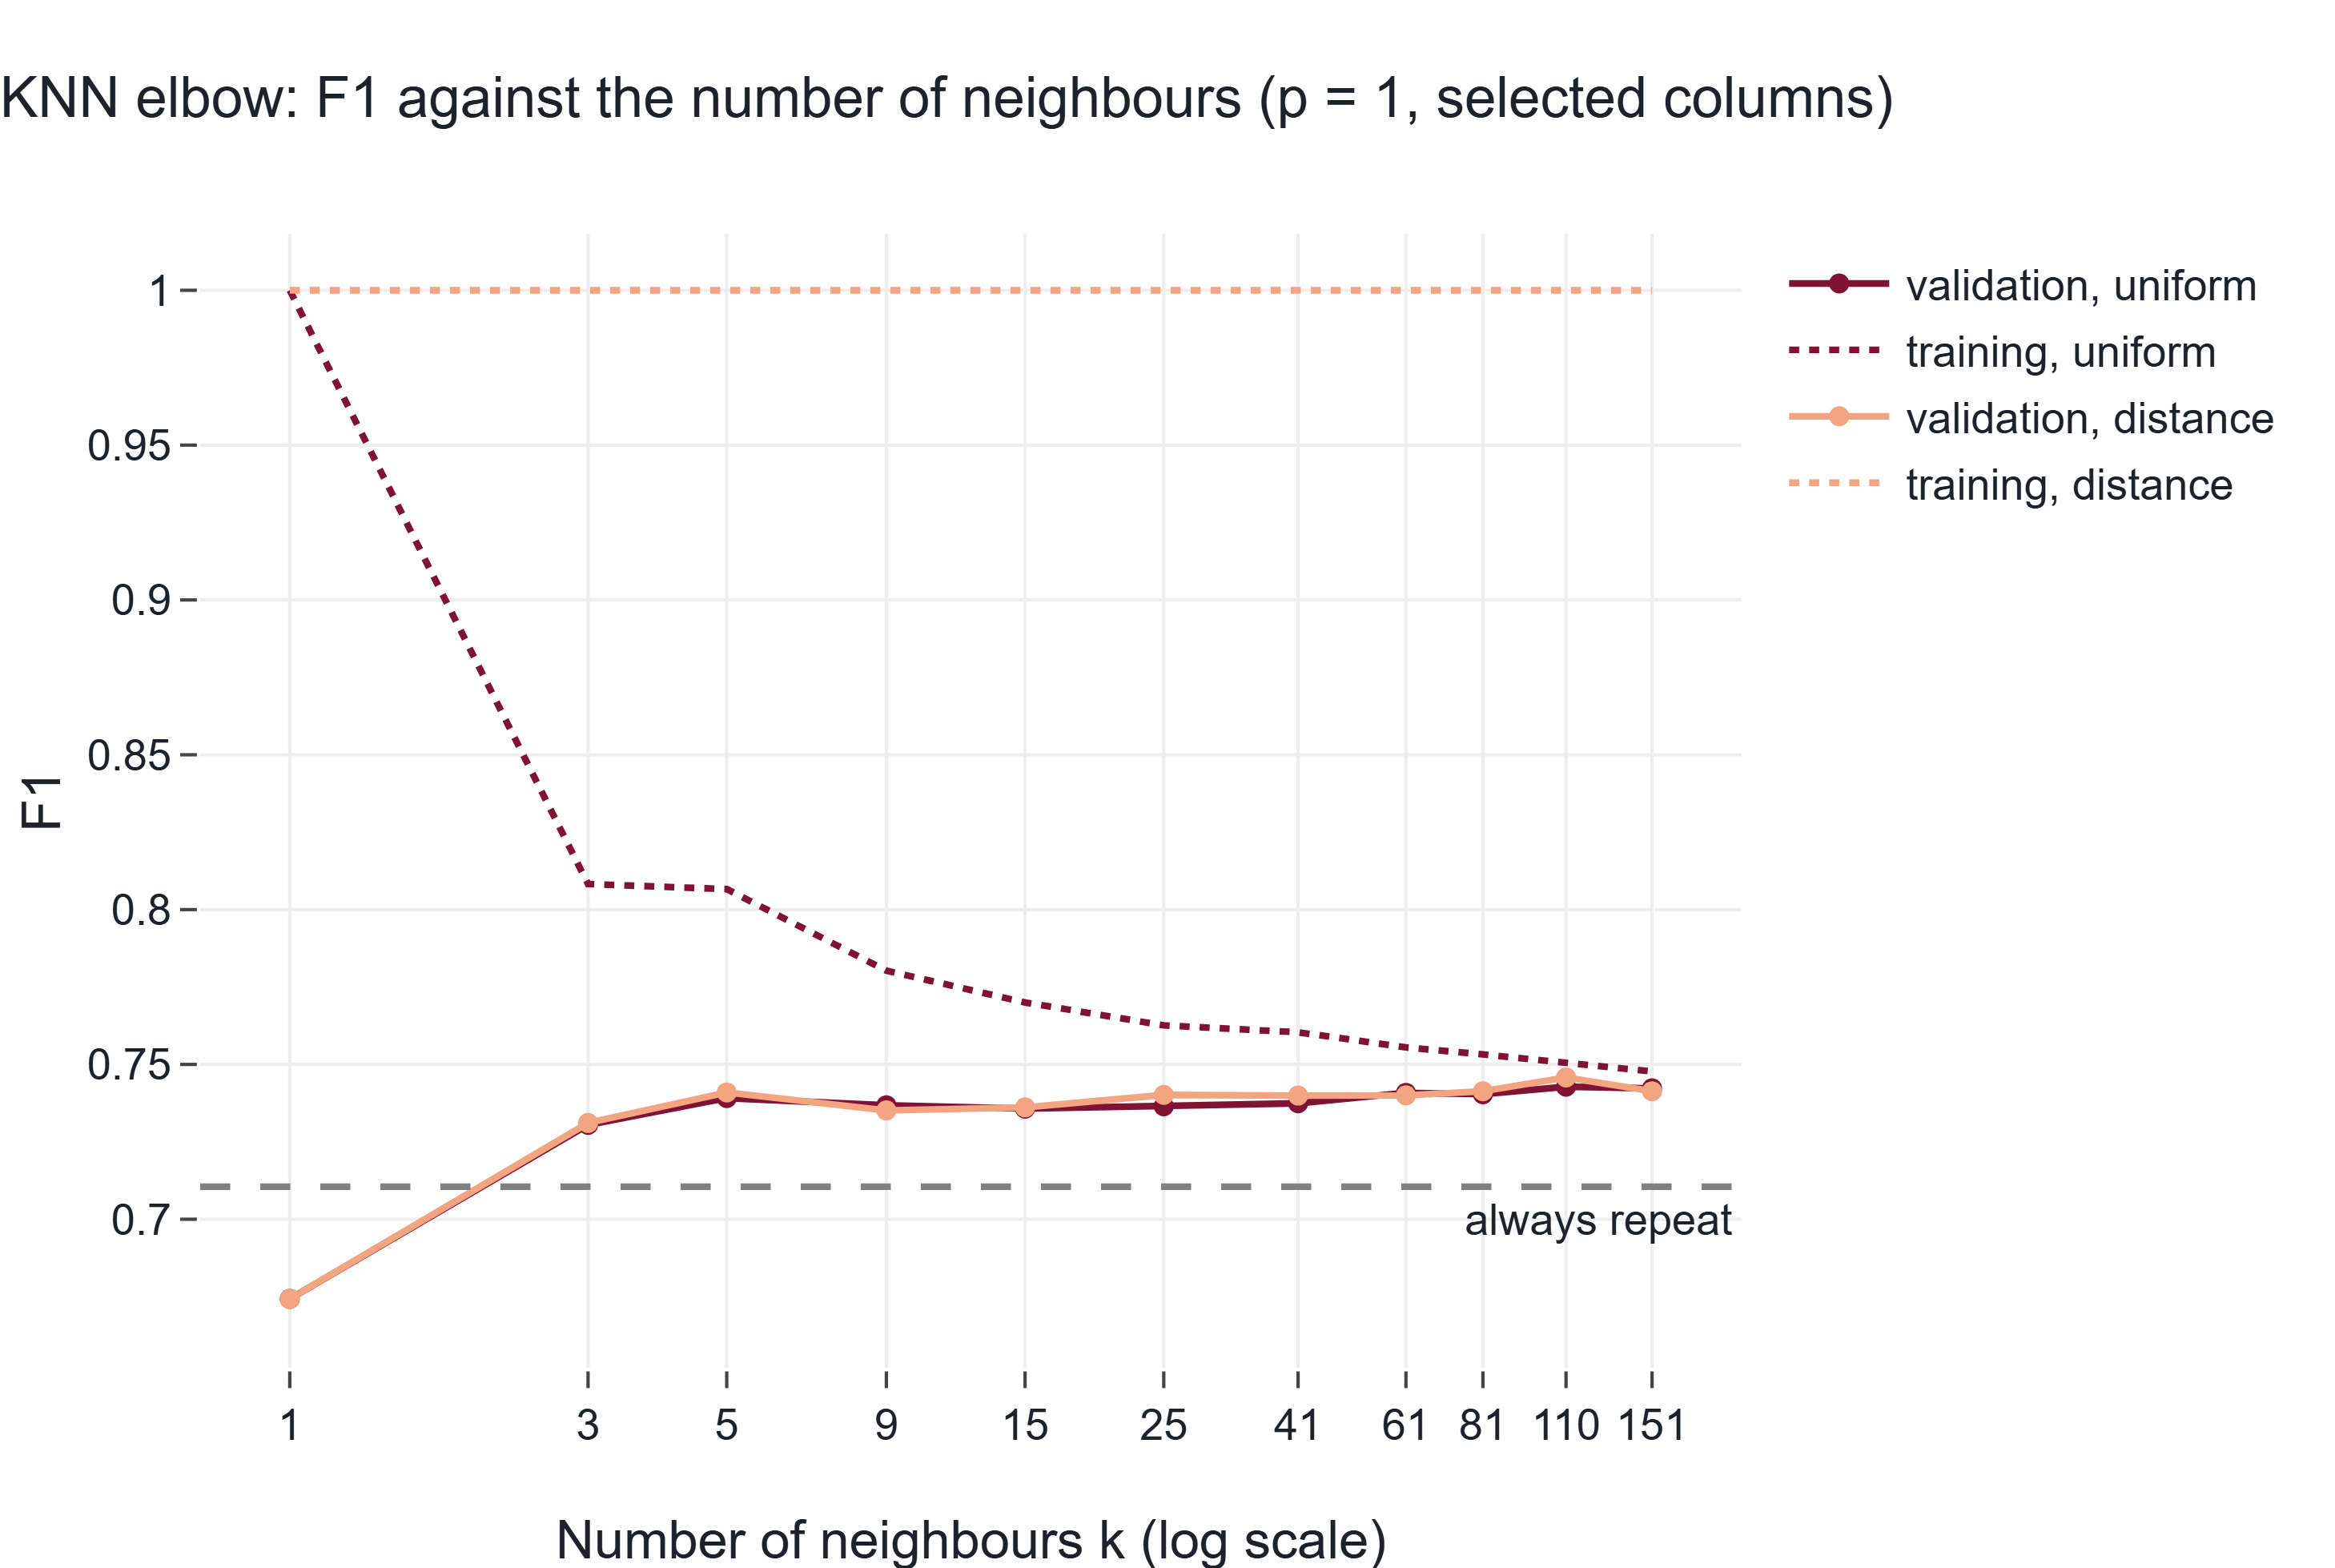 KNN elbow: F1 against the number of neighbours (p = 1, selected columns)
validation, uniform
training, uniform
validation, distance
training, distance
F1
1
0.95
0.9
0.85
0.8
0.75
0.7
always repeat
1 3 5 9 15 25 41 61 81 110 151
Number of neighbours k (log scale)